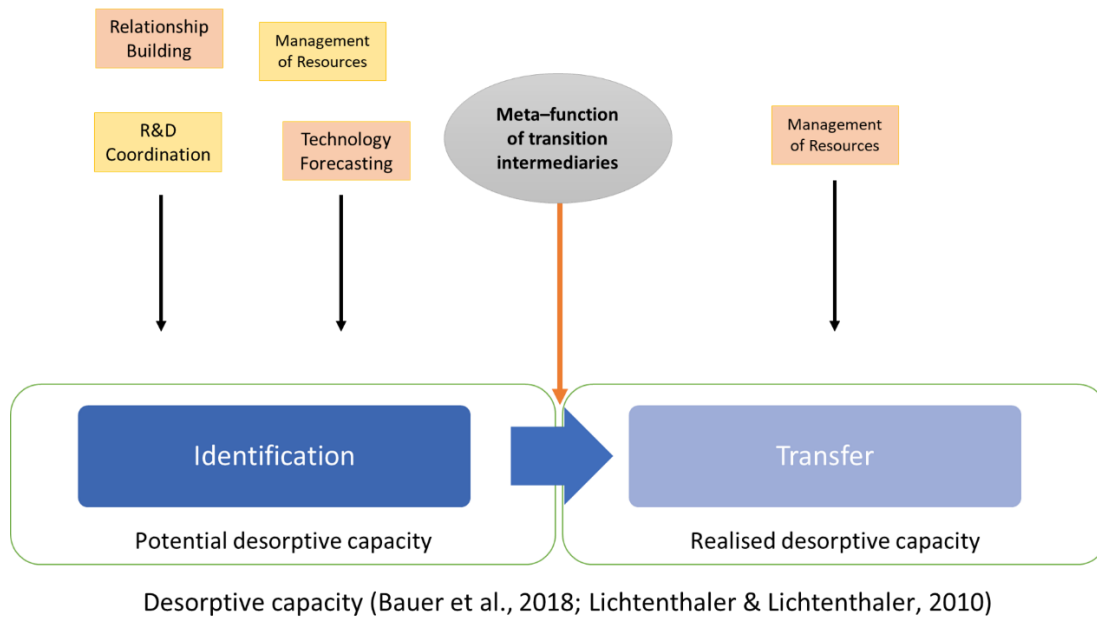 Relationship
Building
Management
of Resources
R&D
Coordination
Technology
Forecasting
Meta–function
of transition
intermediaries
Management
of Resources
Identification
Transfer
Potential desorptive capacity
Realised desorptive capacity
Desorptive capacity (Bauer et al., 2018; Lichtenthaler & Lichtenthaler, 2010)